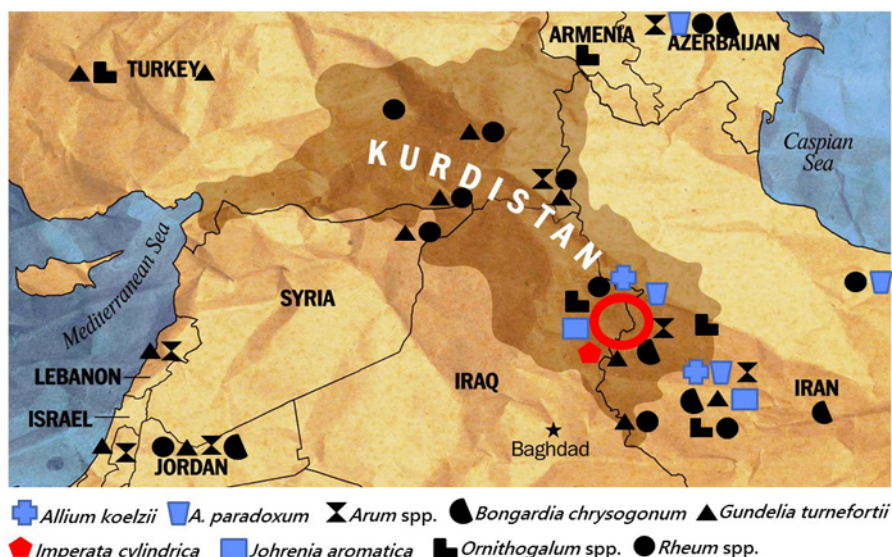 ARMENIA
TURKEY
AZERBAIJAN
Caspian
Sea
KURDISTAN
Mediterranean Sea
SYRIA
LEBANON
IRAQ
IRAN
ISRAEL
Baghdad
JORDAN
Allium koelzii A. paradoxum Arum spp. Bongardia chrysogonum Gundelia turnefortii
Imperata cylindrica Johrenia aromatica Ornithogalum spp. Rheum spp.